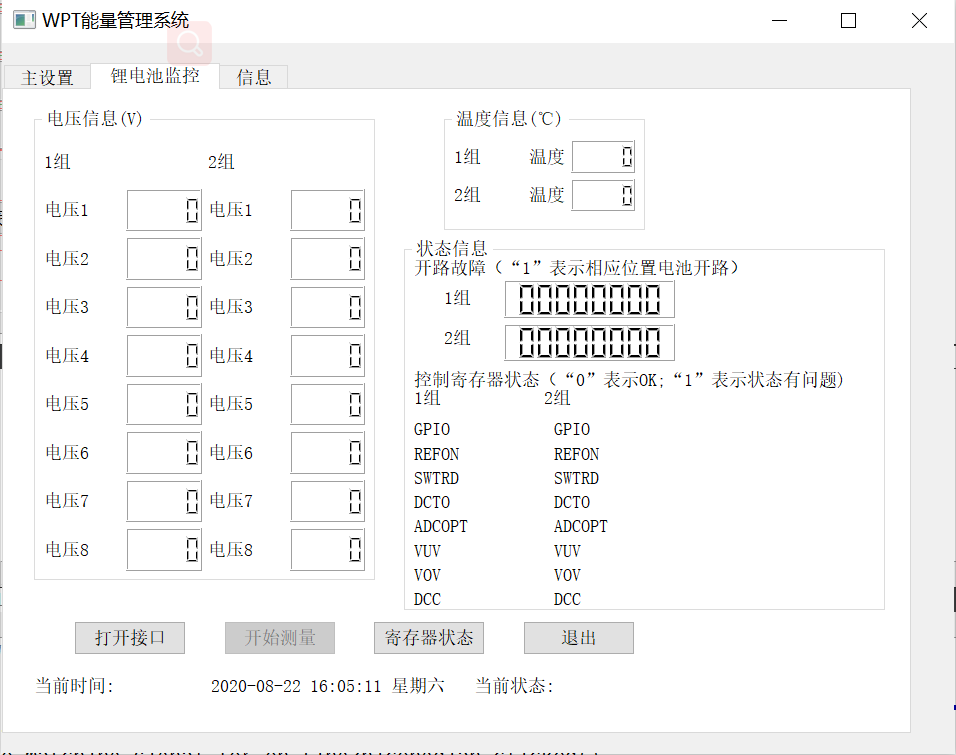 WPT能量管理系统
主设置 锂电池监控 信息
电压信息(V)
1组 2组
电压1 0 电压1 0
电压2 0 电压2 0
电压3 0 电压3 0
电压4 0 电压4 0
电压5 0 电压5 0
电压6 0 电压6 0
电压7 0 电压7 0
电压8 0 电压8 0
温度信息(℃)
1组 温度 0
2组 温度 0
状态信息
开路故障（“1”表示相应位置电池开路）
1组 00000000
2组 00000000
控制寄存器状态（“0”表示OK;“1”表示状态有问题)
1组 2组
GPIO GPIO
REFON REFON
SWTRD SWTRD
DCTO DCTO
ADCOPT ADCOPT
VUV VUV
VOV VOV
DCC DCC
打开接口 开始测量 寄存器状态 退出
当前时间: 2020-08-22 16:05:11 星期六 当前状态: